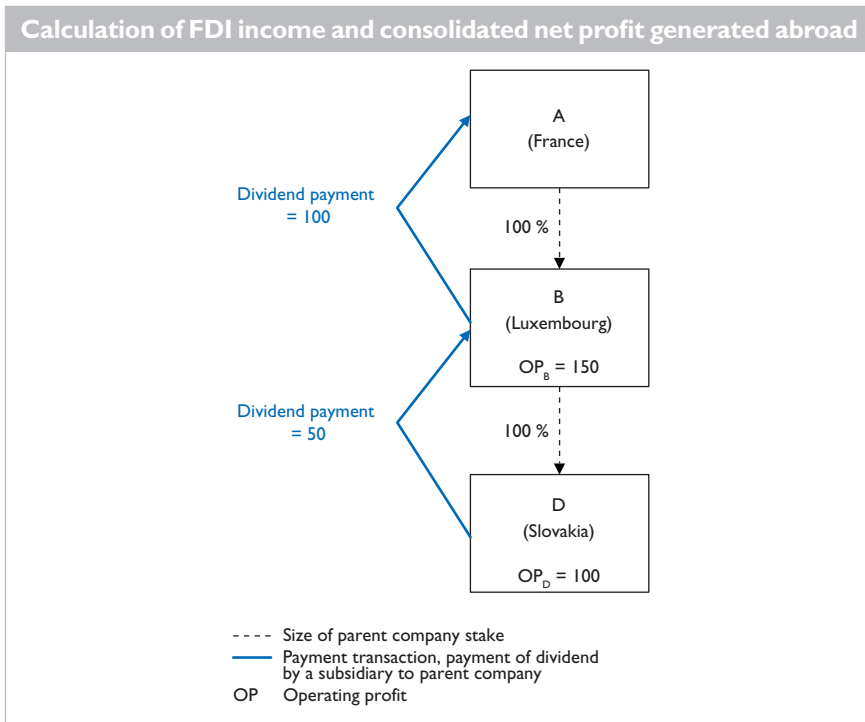 Calculation of FDI income and consolidated net profit generated abroad
A
(France)
Dividend payment
= 100
100 %
B
(Luxembourg)
OP_B = 150
Dividend payment
= 50
100 %
D
(Slovakia)
OP_D = 100
Size of parent company stake
Payment transaction, payment of dividend
by a subsidiary to parent company
OP Operating profit